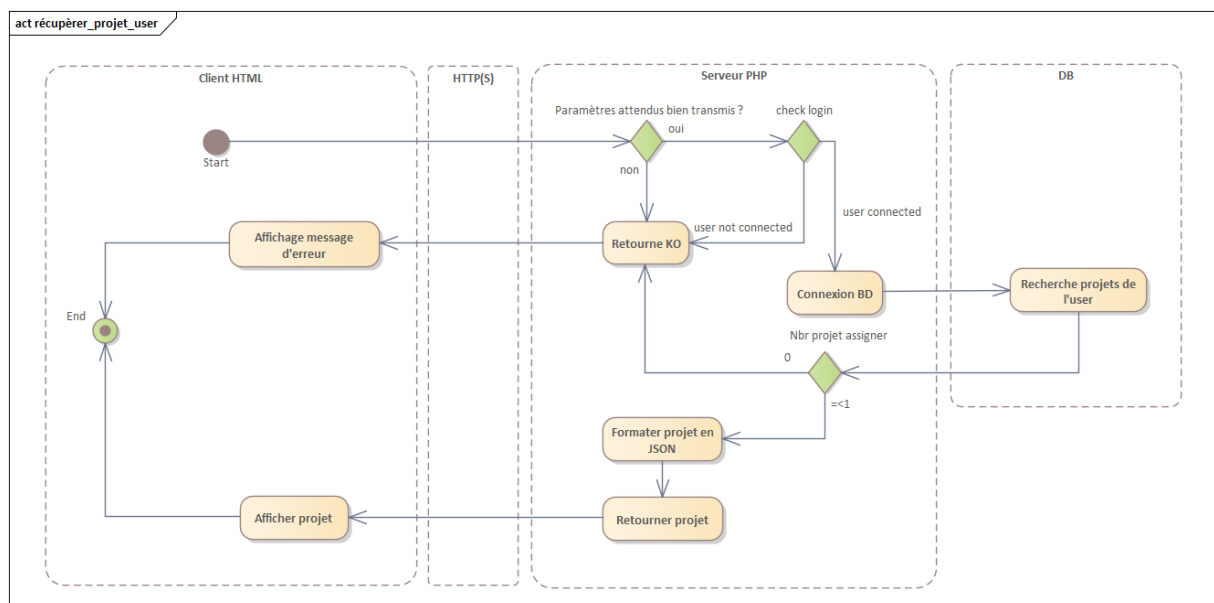 act récupèrer_projet_user
Client HTML
HTTP(S)
Serveur PHP
DB
Paramètres attendus bien transmis ?
check login
oui
Start
non
user connected
user not connected
Affichage message
d'erreur
Retourne KO
Connexion BD
Recherche projets de
l'user
End
Nbr projet assigner
0
=<1
Formater projet en
JSON
Afficher projet
Retourner projet